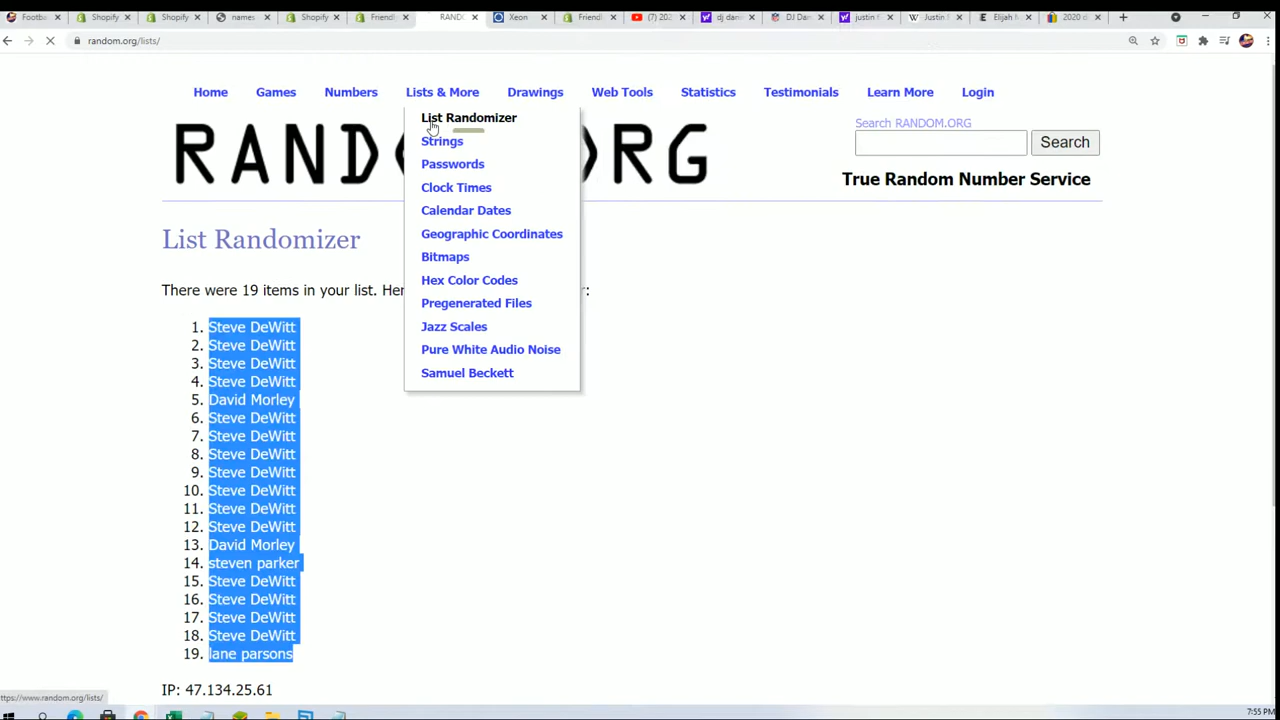 Footba
Shopify
Shopify
names
Shopify
Friendl
RANDO
Xeon
Friendl
(7) 202
dj dani
DJ Dan
justin f
Justin
Elijah M
2020 d
random.org/lists/
Home Games Numbers Lists & More Drawings Web Tools Statistics Testimonials Learn More Login
List Randomizer
Strings
Passwords
Clock Times
Calendar Dates
Geographic Coordinates
Bitmaps
Hex Color Codes
Pregenerated Files
Jazz Scales
Pure White Audio Noise
Samuel Beckett
RAND RG
Search RANDOM.ORG
Search
True Random Number Service
List Randomizer
There were 19 items in your list. Her :
1. Steve DeWitt
2. Steve DeWitt
3. Steve DeWitt
4. Steve DeWitt
5. David Morley
6. Steve DeWitt
7. Steve DeWitt
8. Steve DeWitt
9. Steve DeWitt
10. Steve DeWitt
11. Steve DeWitt
12. Steve DeWitt
13. David Morley
14. steven parker
15. Steve DeWitt
16. Steve DeWitt
17. Steve DeWitt
18. Steve DeWitt
19. lane parsons
IP: 47.134.25.61
ttps://www.random.org/lists/
7:55 PM